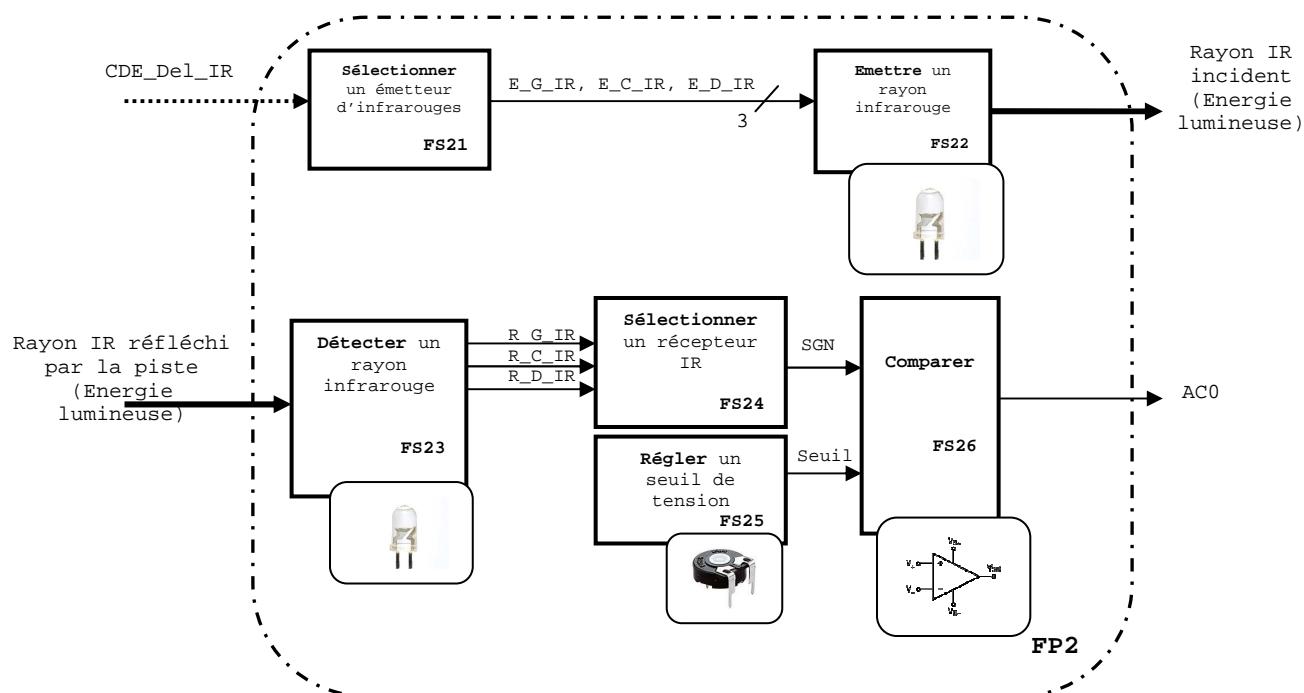 CDE_Del_IR
Sélectionner
un émetteur
d'infrarouges
FS21
E_G_IR, E_C_IR, E_D_IR
3
Emettre un
rayon
infrarouge
FS22
Rayon IR
incident
(Energie
lumineuse)
Rayon IR réfléchi
par la piste
(Energie
lumineuse)
Détecter un
rayon
infrarouge
FS23
R_G_IR
R_C_IR
R_D_IR
Sélectionner
un récepteur
IR
FS24
SGN
Régler un
seuil de
tension
FS25
Seuil
Comparer
FS26
AC0
V+
V-
+
-
FP2